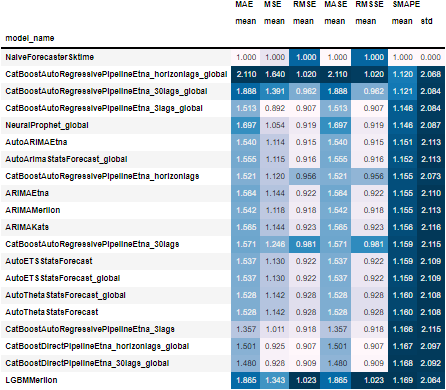 MAE MSE RMSE MASE RMSSE SMAPE
mean mean mean mean mean mean std
model_name
NaiveForecasterSktime 1.000 1.000 1.000 1.000 1.000 1.000 0.000
CatBoostAutoRegressivePipelineEtna_horizonlags_global 2.110 1.640 1.020 2.110 1.020 1.120 2.068
CatBoostAutoRegressivePipelineEtna_30lags_global 1.888 1.391 0.962 1.888 0.962 1.121 2.084
CatBoostAutoRegressivePipelineEtna_3lags_global 1.513 0.892 0.907 1.513 0.907 1.146 2.084
NeuralProphet_global 1.697 1.054 0.919 1.697 0.919 1.146 2.067
AutoARIMAEtna 1.540 1.114 0.915 1.540 0.915 1.151 2.113
AutoArimaStatsForecast_global 1.555 1.115 0.916 1.555 0.916 1.152 2.113
CatBoostAutoRegressivePipelineEtna_horizonlags 1.521 1.120 0.956 1.521 0.956 1.155 2.073
ARIMAEtna 1.564 1.144 0.922 1.564 0.922 1.155 2.110
ARIMAMerlion 1.542 1.118 0.918 1.542 0.918 1.155 2.113
ARIMAKats 1.565 1.144 0.923 1.565 0.923 1.156 2.116
CatBoostAutoRegressivePipelineEtna_30lags 1.571 1.246 0.981 1.571 0.981 1.159 2.115
AutoETSStatsForecast 1.537 1.130 0.922 1.537 0.922 1.159 2.109
AutoETSStatsForecast_global 1.537 1.130 0.922 1.537 0.922 1.159 2.109
AutoThetaStatsForecast_global 1.528 1.142 0.928 1.528 0.928 1.160 2.108
AutoThetaStatsForecast 1.528 1.142 0.928 1.528 0.928 1.160 2.108
CatBoostAutoRegressivePipelineEtna_3lags 1.357 1.011 0.918 1.357 0.918 1.166 2.115
CatBoostDirectPipelineEtna_horizonlags_global 1.501 0.925 0.907 1.501 0.907 1.167 2.097
CatBoostDirectPipelineEtna_30lags_global 1.480 0.928 0.909 1.480 0.909 1.168 2.092
LGBMMerlion 1.865 1.343 1.023 1.865 1.023 1.169 2.064